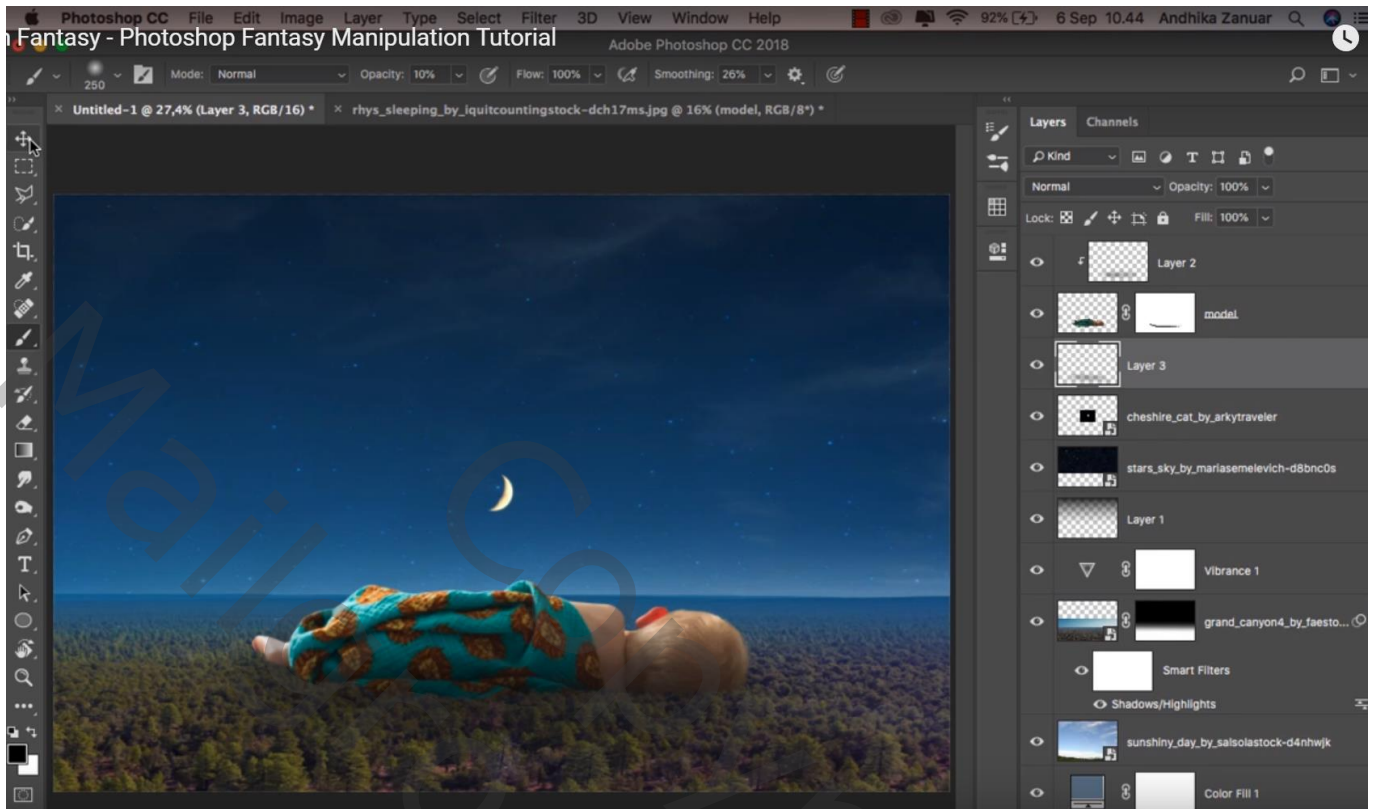 Photoshop CC File Edit Image Layer Type Select Filter 3D View Window Help 92% 6 Sep 10.44 Andhika Zanuar
Fantasy - Photoshop Fantasy Manipulation Tutorial
Adobe Photoshop CC 2018
250 Mode: Normal Opacity: 10% Flow: 100% Smoothing: 26%
Untitled-1 @ 27,4% (Layer 3, RGB/16) * rhys_sleeping_by_iquitcountingstock-dch17ms.jpg @ 16% (model, RGB/8*) *
Layers Channels
Kind
Normal Opacity: 100%
Lock: Fill: 100%
Layer 2
model
Layer 3
cheshire_cat_by_arkytraveler
stars_sky_by_mariasemelevich-d8bnc0s
Layer 1
Vibrance 1
grand_canyon4_by_faesto...
Smart Filters
Shadows/Highlights
sunshiny_day_by_salsolastock-d4nhwjk
Color Fill 1